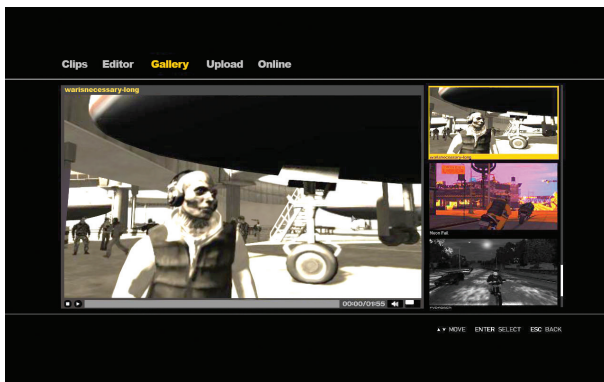 Clips Editor Gallery Upload Online
warisnecessary-long
warisnecessary-long
Neon Fail
00:00/01:55
MOVE ENTER SELECT ESC BACK